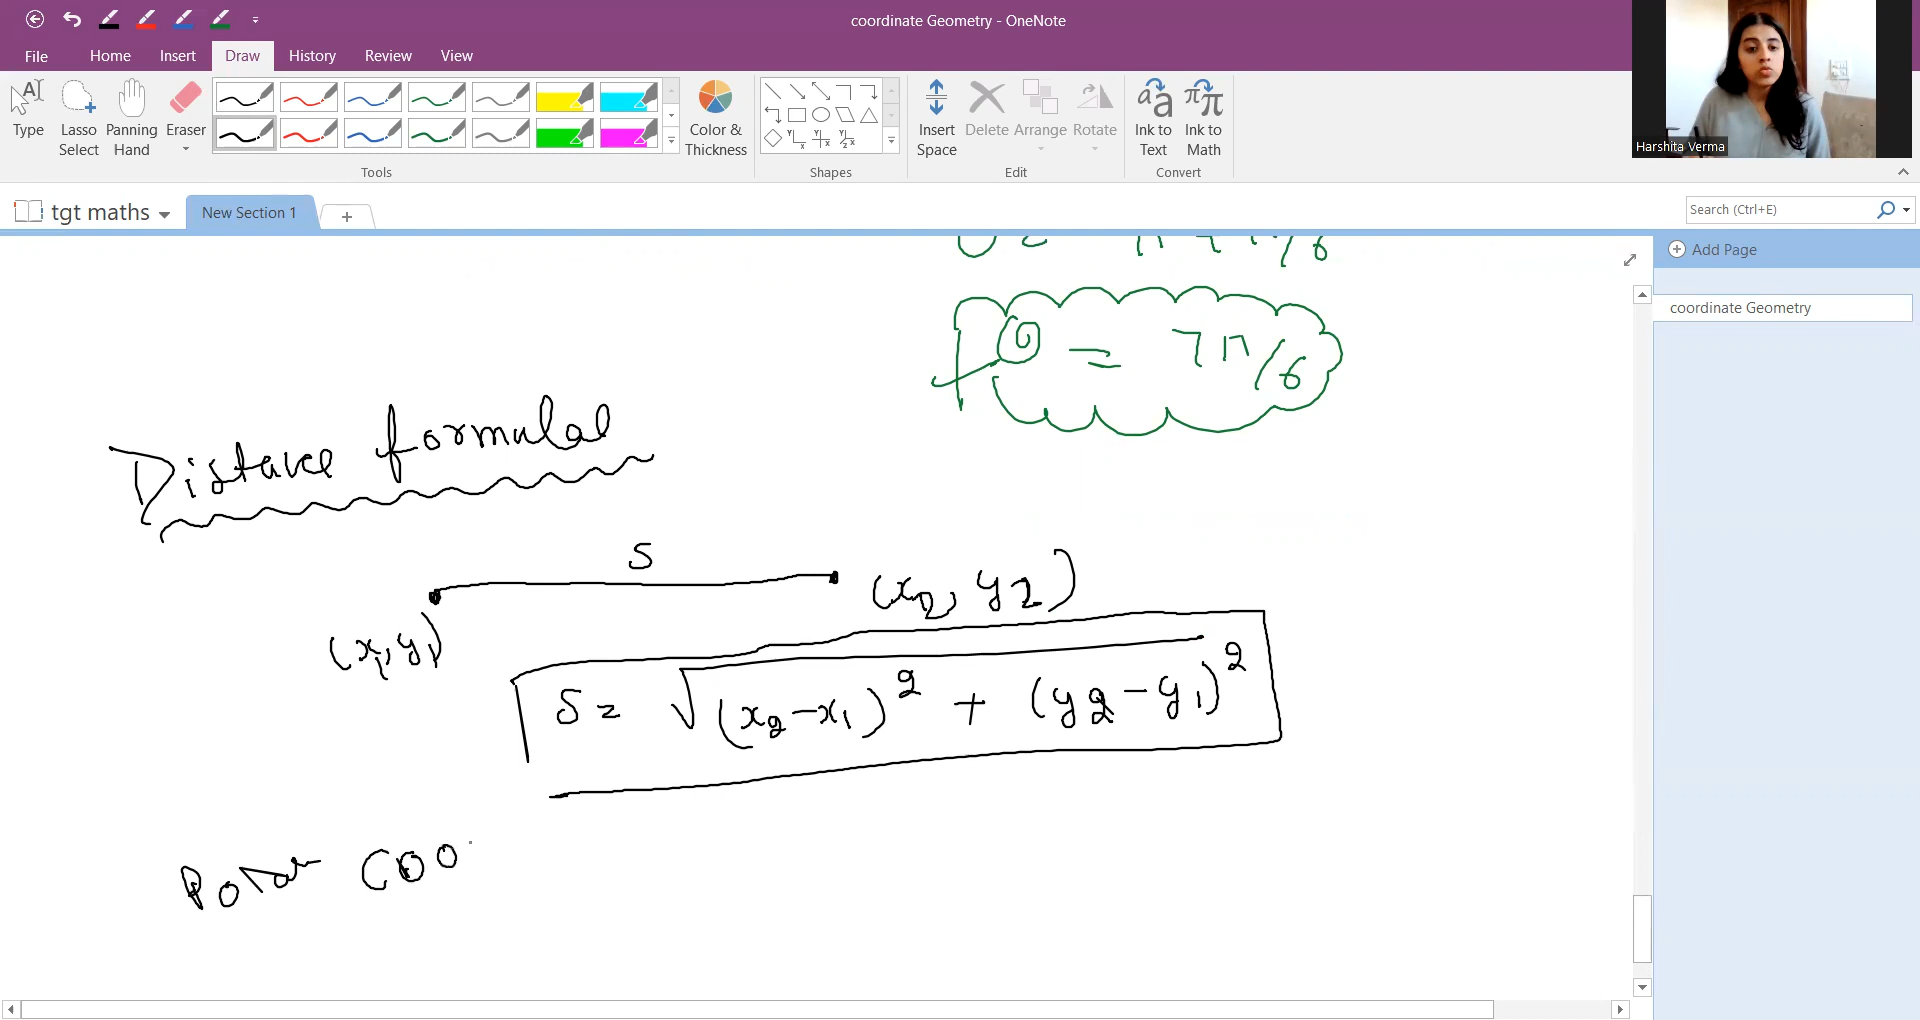 coordinate Geometry - OneNote
File Home Insert Draw History View
Type Lasso Select Panning Hand Eraser Color & Thickness Insert Space Delete Arrange Rotate Ink to Text Ink to Math
Tools Shapes Edit Convert
Harshita Verma
tgt maths New Section 1 Search (Ctrl+E)
Add Page
coordinate Geometry
θ = 7π/6
Distance formulae
S
(x1, y1) (x2, y2)
S = √(x2-x1)² + (y2-y1)²
Polar COO